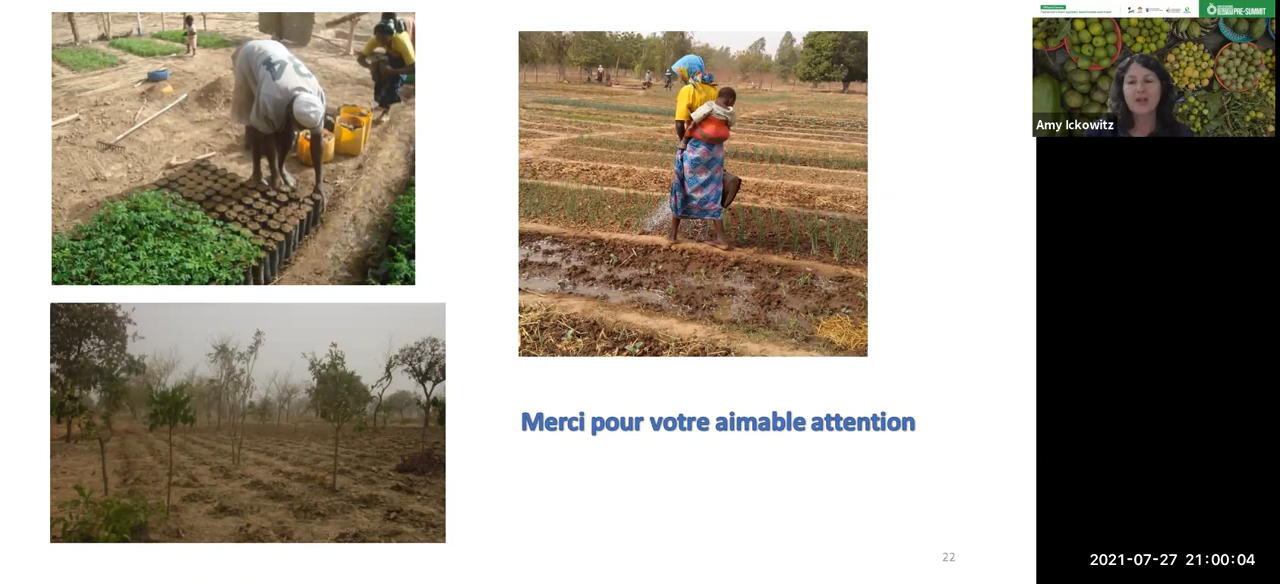 PRE-SUMMIT
Amy Ickowitz
Merci pour votre aimable attention
22
2021-07-27 21:00:04